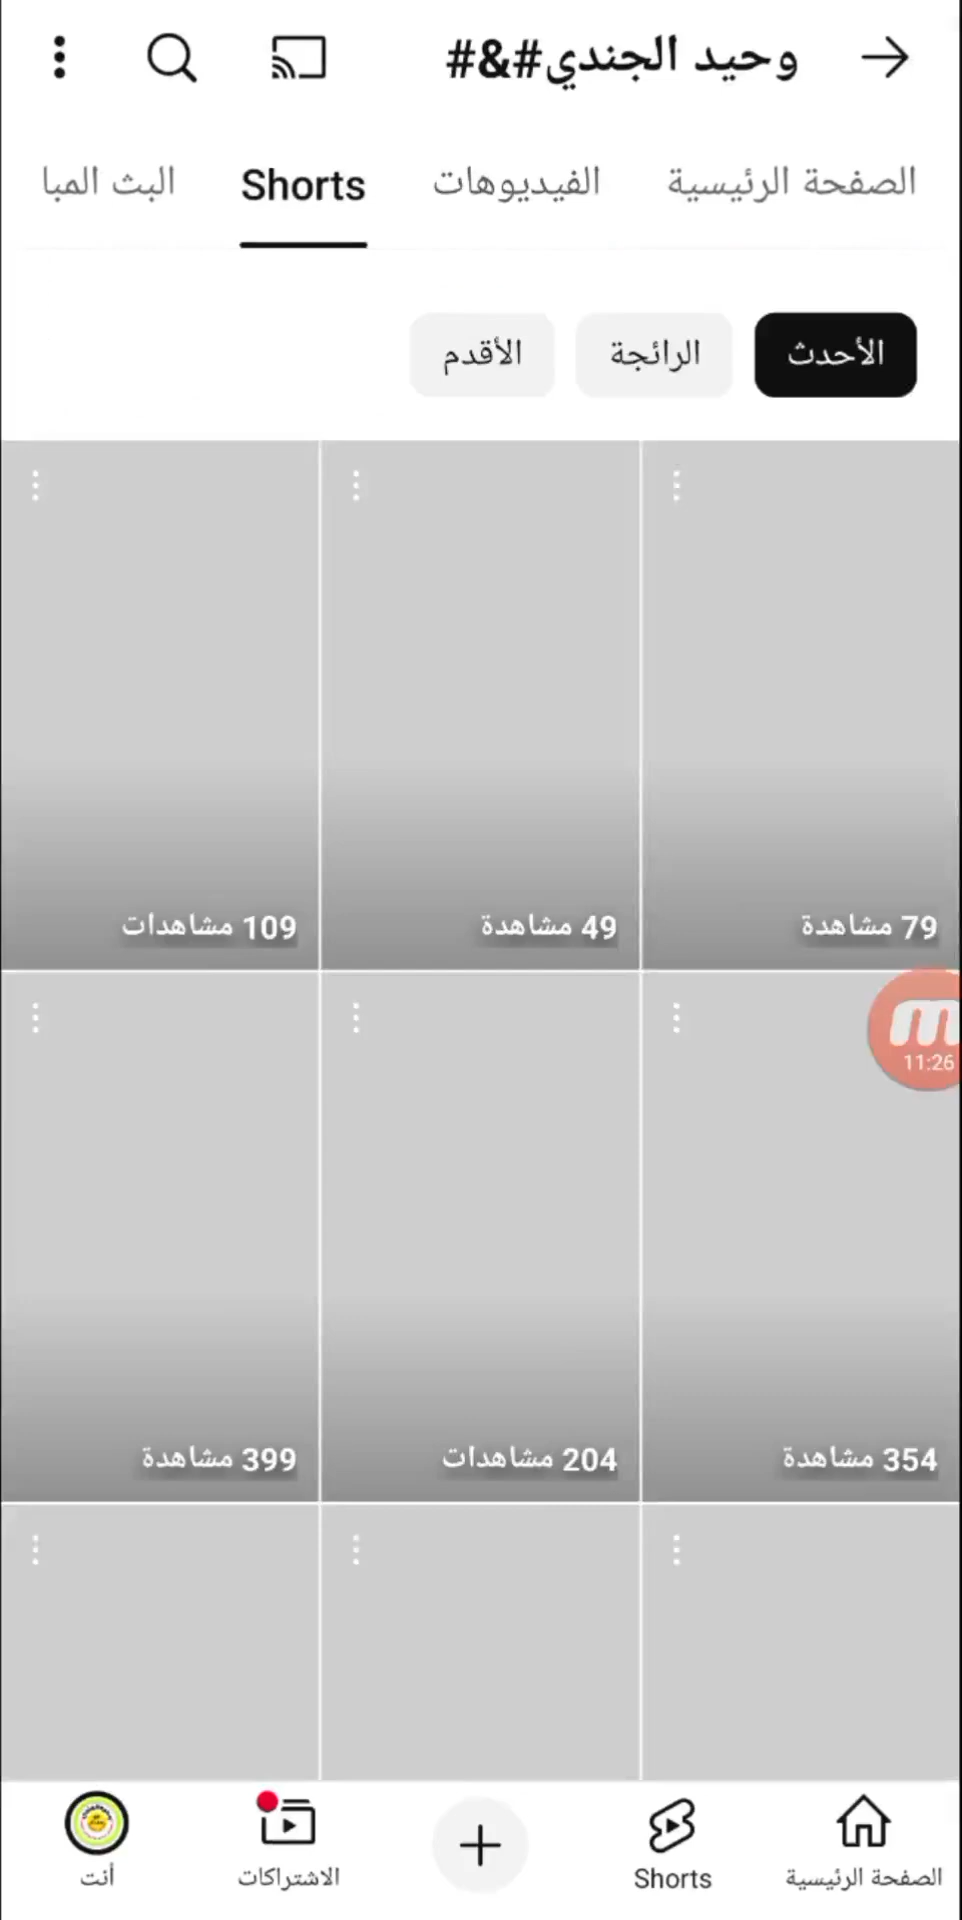 وحيد الجندي#&#
الصفحة الرئيسية الفيديوهات Shorts البث المبا
الأحدث الرائجة الأقدم
79 مشاهدة 49 مشاهدة 109 مشاهدات
11:26
354 مشاهدة 204 مشاهدات 399 مشاهدة
الصفحة الرئيسية Shorts الاشتراكات أنت